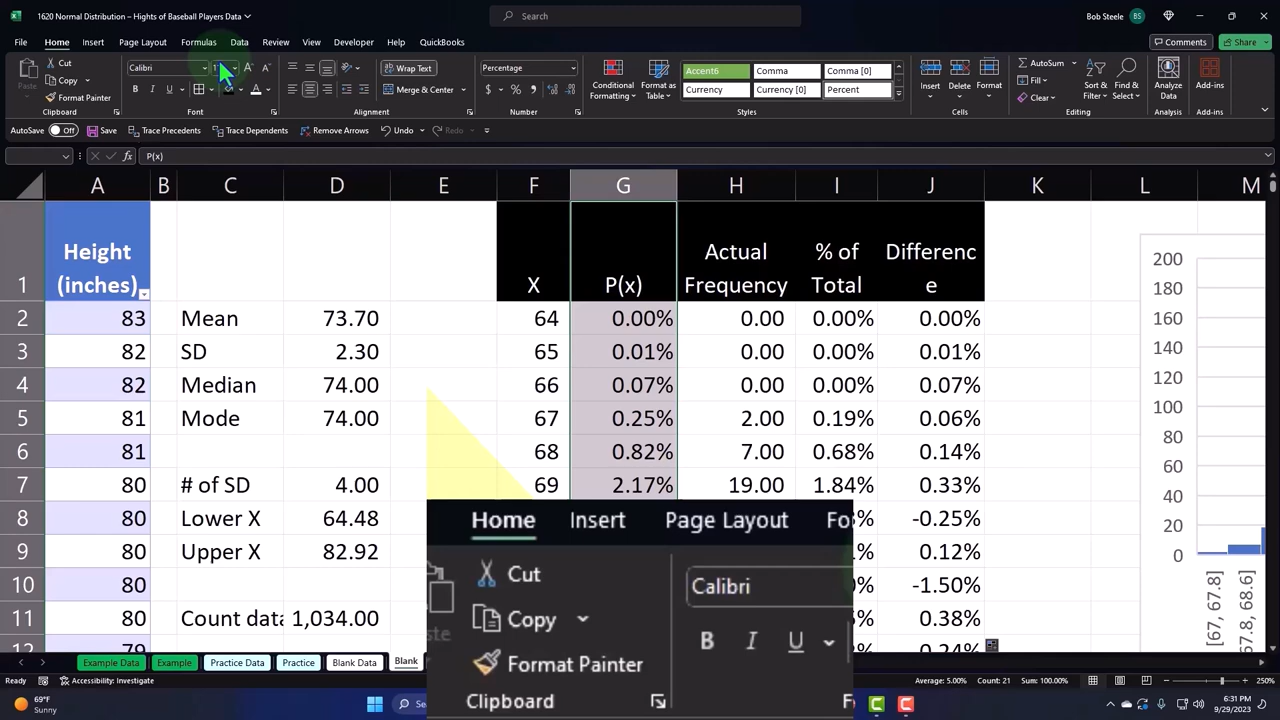 1620 Normal Distribution – Hights of Baseball Players Data
Search
Bob Steele
BS
File Home Insert Page Layout Formulas Data Review View Developer Help QuickBooks
Comments
Share
Cut
Copy
Format Painter
Paste
Clipboard
Calibri
B I U
Font
Wrap Text
Merge & Center
Alignment
Percentage
Number
Conditional Formatting
Format as Table
Accent6 Comma Comma [0]
Currency Currency [0] Percent
Styles
Insert Delete Format
Cells
AutoSum
Fill
Clear
Sort & Filter
Find & Select
Editing
Analyze Data
Analysis
Add-ins
Add-ins
AutoSave Off Save Trace Precedents Trace Dependents Remove Arrows Undo
fx P(x)
A B C D E F G H I J K L M
1 Height (inches) X P(x) Actual Frequency % of Total Differenc e
2 83 Mean 73.70 64 0.00% 0.00 0.00% 0.00%
3 82 SD 2.30 65 0.01% 0.00 0.00% 0.01%
4 82 Median 74.00 66 0.07% 0.00 0.00% 0.07%
5 81 Mode 74.00 67 0.25% 2.00 0.19% 0.06%
6 81 68 0.82% 7.00 0.68% 0.14%
7 80 # of SD 4.00 69 2.17% 19.00 1.84% 0.33%
8 80 Lower X 64.48 -0.25%
9 80 Upper X 82.92 0.12%
10 80 -1.50%
11 80 Count data 1,034.00 0.38%
200
180
160
140
120
100
80
60
40
20
0
[67, 67.8]
67.8, 68.6]
Home Insert Page Layout
Cut
Copy
Format Painter
Clipboard
Calibri
B I U
Example Data Example Practice Data Practice Blank Data Blank
Ready
Accessibility: Investigate
Average: 5.00% Count: 21 Sum: 100.00%
250%
69°F
Sunny
6:31 PM
9/29/2023